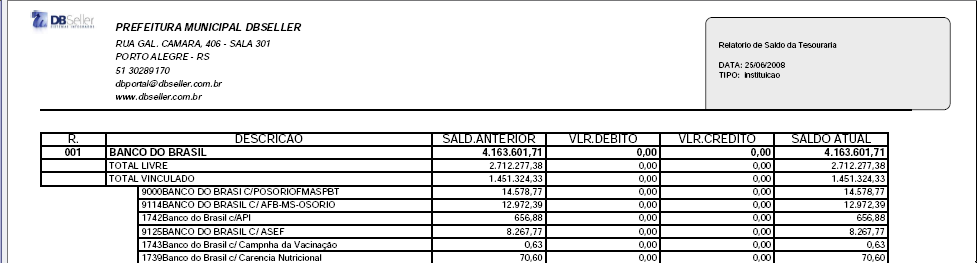 DBSeller
PREFEITURA MUNICIPAL DBSELLER
RUA GAL. CAMARA, 406 - SALA 301
PORTO ALEGRE - RS
51 30289170
dbportal@dbseller.com.br
www.dbseller.com.br
Relatorio de Saldo da Tesouraria
DATA: 25/06/2008
TIPO: Instituicao
R. DESCRICAO SALD.ANTERIOR VLR.DEBITO VLR.CREDITO SALDO ATUAL
001 BANCO DO BRASIL 4.163.601,71 0,00 0,00 4.163.601,71
TOTAL LIVRE 2.712.277,38 0,00 0,00 2.712.277,38
TOTAL VINCULADO 1.451.324,33 0,00 0,00 1.451.324,33
9000BANCO DO BRASI C/POSORIOFMASPBT 14.578,77 0,00 0,00 14.578,77
9114BANCO DO BRASIL C/ AFB-MS-OSORIO 12.972,39 0,00 0,00 12.972,39
1742Banco do Brasil c/API 656,88 0,00 0,00 656,88
9125BANCO DO BRASIL C/ ASEF 8.267,77 0,00 0,00 8.267,77
1743Banco do Brasil c/ Campnha da Vacinação 0,63 0,00 0,00 0,63
1739Banco do Brasil c/ Carencia Nutricional 70,60 0,00 0,00 70,60